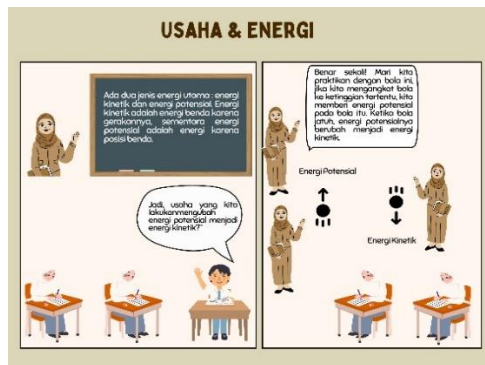 USAHA & ENERGI
Ada dua jenis energi utama : energi
kinetik dan energi potensial. Energi
kinetik adalah energi benda karena
gerakannya, sementara energi
potensial adalah energi karena
posisi benda.
Jadi, usaha yang kita
lakukanmengubah
energi potensial menjadi
energi kinetik?"
Benar sekali! Mari kita
praktikan dengan bola ini,
jika kita mengangkat bola
ke ketinggian tertentu, kita
memberi energi potensial
pada bola itu. Ketika bola
jatuh, energi potensialnya
berubah menjadi energi
kinetik.
Energi Potensial
Energi Kinetik